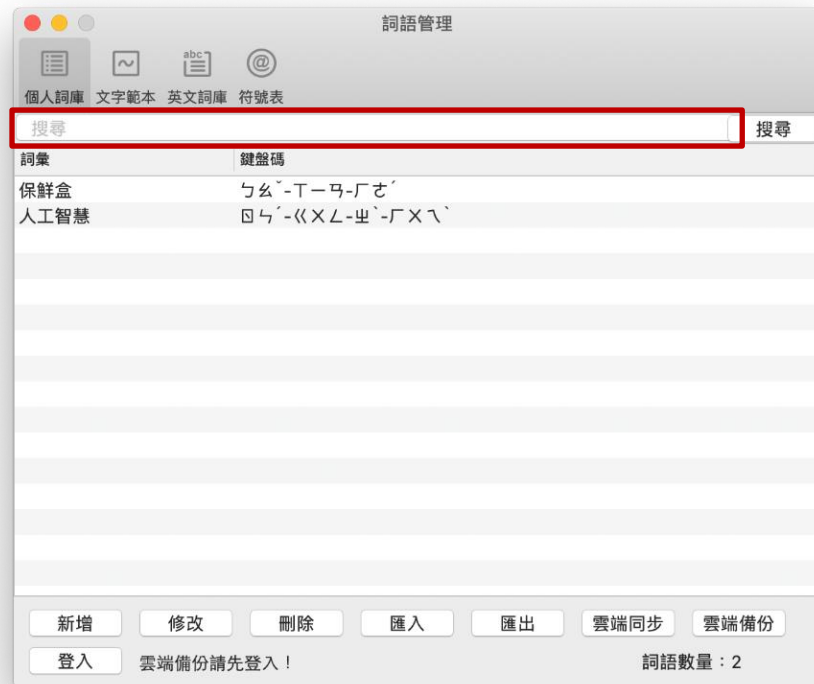 詞語管理
abc
@
個人詞庫 文字範本 英文詞庫 符號表
搜尋 搜尋
詞彙 鍵盤碼
保鮮盒 ㄅㄠˇ-ㄒㄧㄢ-ㄏㄜˊ
人工智慧 ㄖㄣˊ-ㄍㄨㄥ-ㄓˋ-ㄏㄨㄟˋ
新增 修改 刪除 匯入 匯出 雲端同步 雲端備份
登入 雲端備份請先登入！ 詞語數量：2